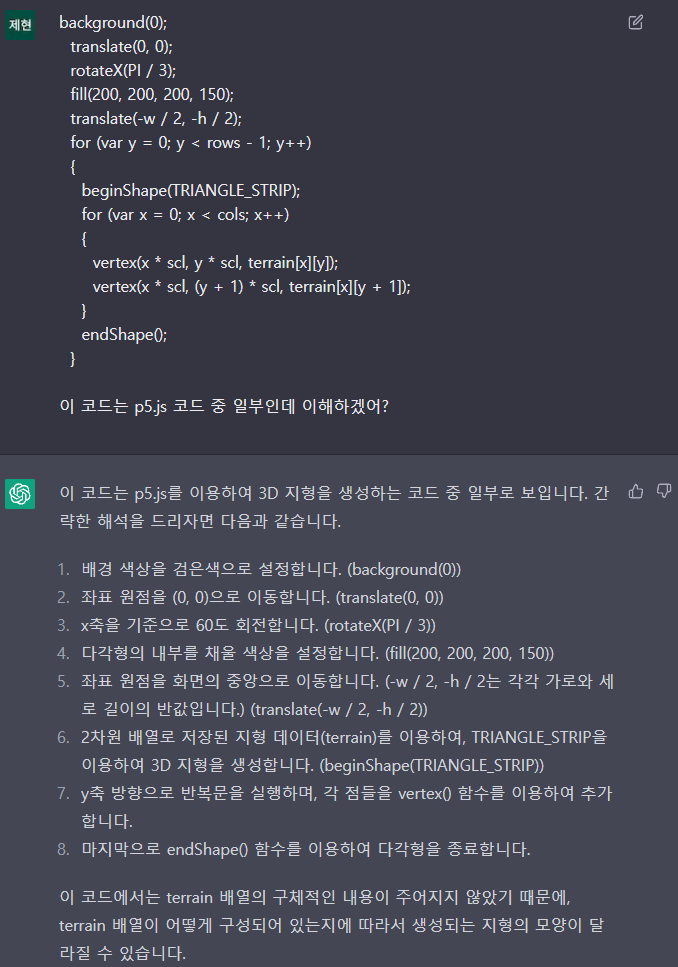 제현
background(0);
translate(0, 0);
rotateX(PI / 3);
fill(200, 200, 200, 150);
translate(-w / 2, -h / 2);
for (var y = 0; y < rows - 1; y++)
{
beginShape(TRIANGLE_STRIP);
for (var x = 0; x < cols; x++)
{
vertex(x * scl, y * scl, terrain[x][y]);
vertex(x * scl, (y + 1) * scl, terrain[x][y + 1]);
}
endShape();
}
이 코드는 p5.js 코드 중 일부인데 이해하겠어?
이 코드는 p5.js를 이용하여 3D 지형을 생성하는 코드 중 일부로 보입니다. 간
략한 해석을 드리자면 다음과 같습니다.
1. 배경 색상을 검은색으로 설정합니다. (background(0))
2. 좌표 원점을 (0, 0)으로 이동합니다. (translate(0, 0))
3. x축을 기준으로 60도 회전합니다. (rotateX(PI / 3))
4. 다각형의 내부를 채울 색상을 설정합니다. (fill(200, 200, 200, 150))
5. 좌표 원점을 화면의 중앙으로 이동합니다. (-w / 2, -h / 2는 각각 가로와 세
로 길이의 반값입니다.) (translate(-w / 2, -h / 2))
6. 2차원 배열로 저장된 지형 데이터(terrain)를 이용하여, TRIANGLE_STRIP을
이용하여 3D 지형을 생성합니다. (beginShape(TRIANGLE_STRIP))
7. y축 방향으로 반복문을 실행하며, 각 점들을 vertex() 함수를 이용하여 추가
합니다.
8. 마지막으로 endShape() 함수를 이용하여 다각형을 종료합니다.
이 코드에서는 terrain 배열의 구체적인 내용이 주어지지 않았기 때문에,
terrain 배열이 어떻게 구성되어 있는지에 따라서 생성되는 지형의 모양이 달
라질 수 있습니다.